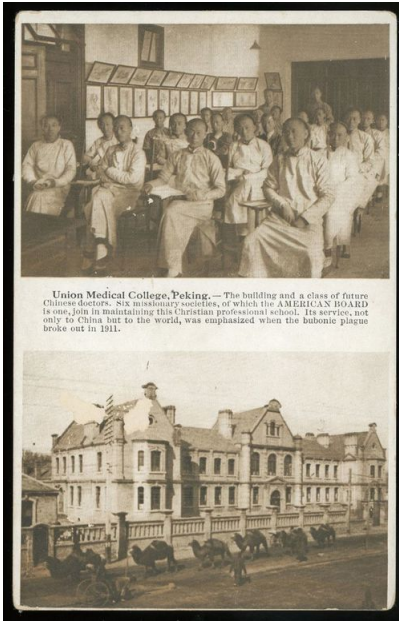 Union Medical College, Peking. — The building and a class of future
Chinese doctors. Six missionary societies, of which the AMERICAN BOARD
is one, join in maintaining this Christian professional school. Its service, not
only to China but to the world, was emphasized when the bubonic plague
broke out in 1911.